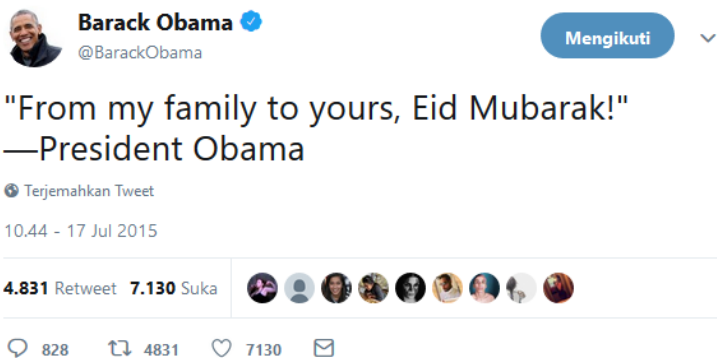 Barack Obama
@BarackObama
Mengikuti
"From my family to yours, Eid Mubarak!"
—President Obama
Terjemahkan Tweet
10.44 - 17 Jul 2015
4.831 Retweet 7.130 Suka
828 4831 7130